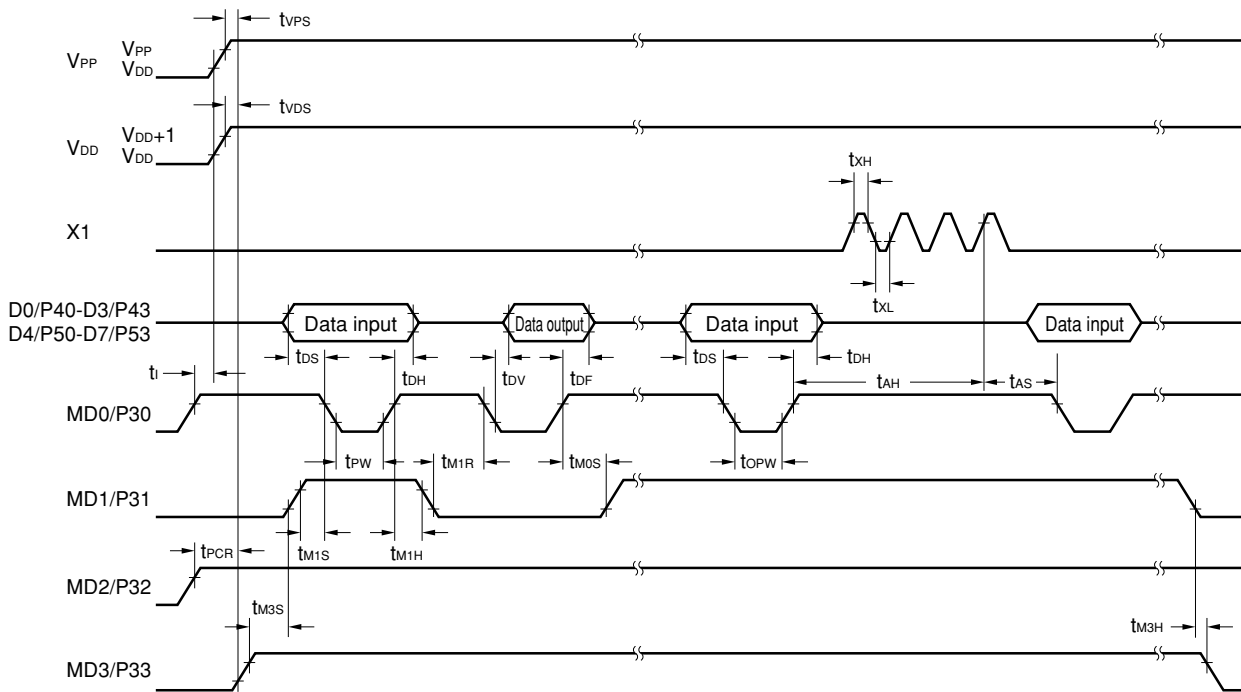 tVPS
VPP
VPP
VDD
tVDS
VDD
VDD+1
VDD
tXH
X1
tXL
D0/P40-D3/P43
D4/P50-D7/P53
Data input
Data output
Data input
Data input
tDS
tDH
tDV
tDF
tDS
tDH
tI
tAH
tAS
MD0/P30
tPW
tM1R
tM0S
tOPW
MD1/P31
tM1S
tM1H
tPCR
MD2/P32
tM3S
tM3H
MD3/P33